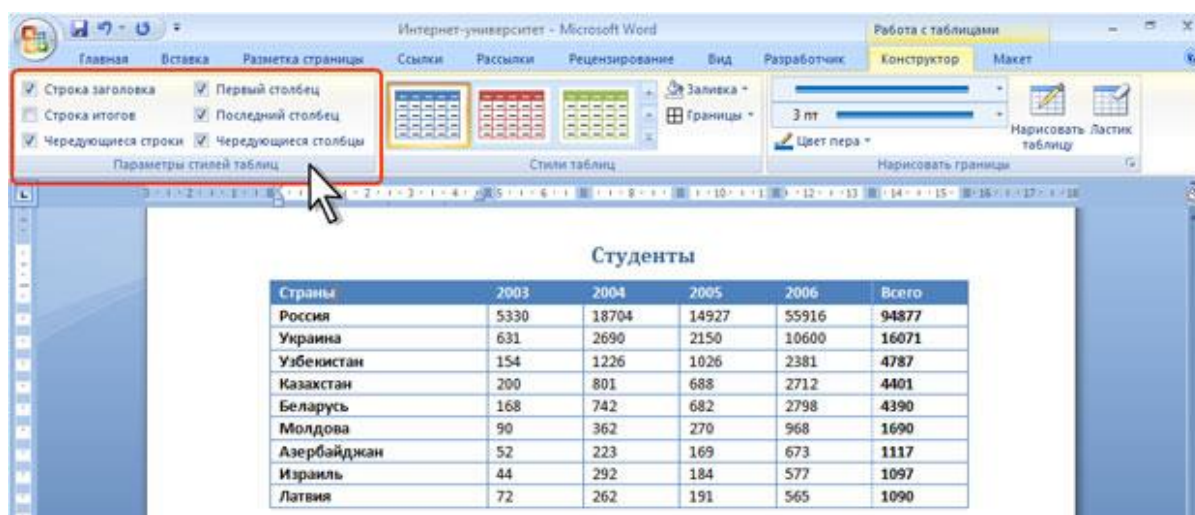 Интернет-университет - Microsoft Word Работа с таблицами
Главная Вставка Разметка страницы Ссылки Рассылки Рецензирование Вид Разработчик Конструктор Макет
Строка заголовка Первый столбец Заливка
Строка итогов Последний столбец Границы 3 пт
Чередующиеся строки Чередующиеся столбцы Цвет пера Нарисовать таблицу Ластик
Параметры стилей таблиц Стили таблиц Нарисовать границы
Студенты
Страны 2003 2004 2005 2006 Всего
Россия 5330 18704 14927 55916 94877
Украина 631 2690 2150 10600 16071
Узбекистан 154 1226 1026 2381 4787
Казахстан 200 801 688 2712 4401
Беларусь 168 742 682 2798 4390
Молдова 90 362 270 968 1690
Азербайджан 52 223 169 673 1117
Израиль 44 292 184 577 1097
Латвия 72 262 191 565 1090